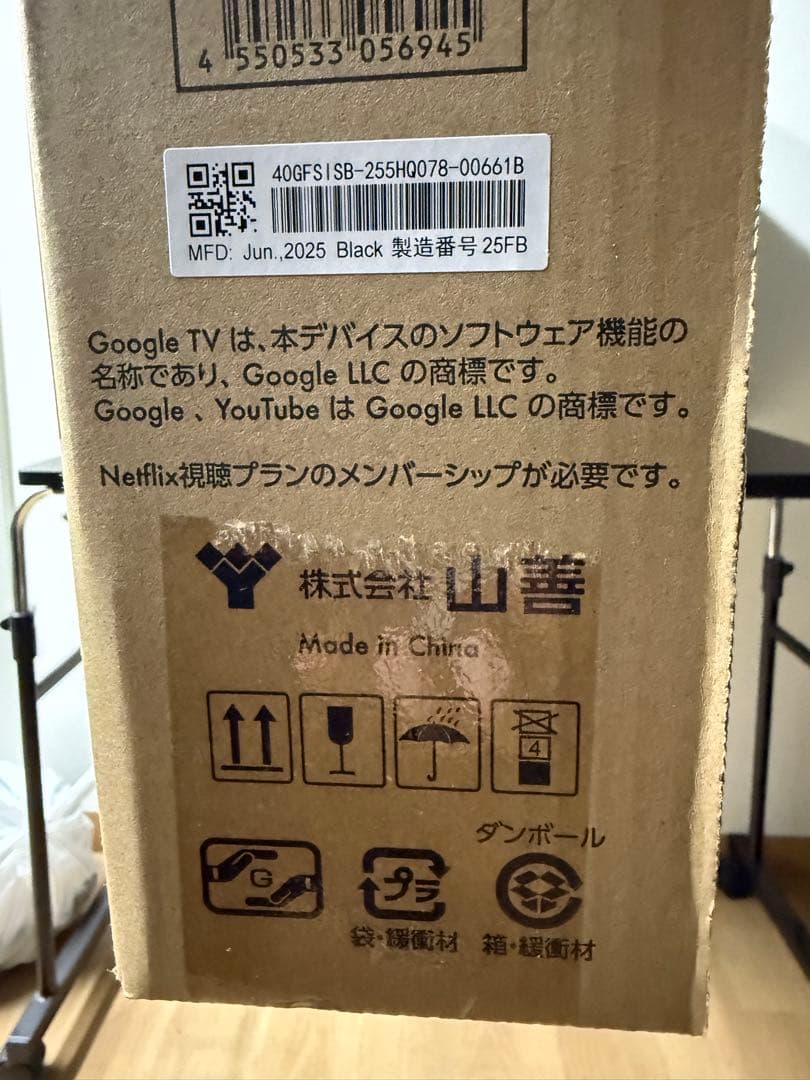 4 550533 056945
40GFSISB-255HQ078-00661B
MFD: Jun.,2025 Black 製造番号 25FB
Google TV は、本デバイスのソフトウェア機能の
名称であり、Google LLC の商標です。
Google 、YouTube は Google LLC の商標です。
Netflix視聴プランのメンバーシップが必要です。
株式会社 山善
Made in China
4
ダンボール
G
プラ
袋・緩衝材
箱・緩衝材